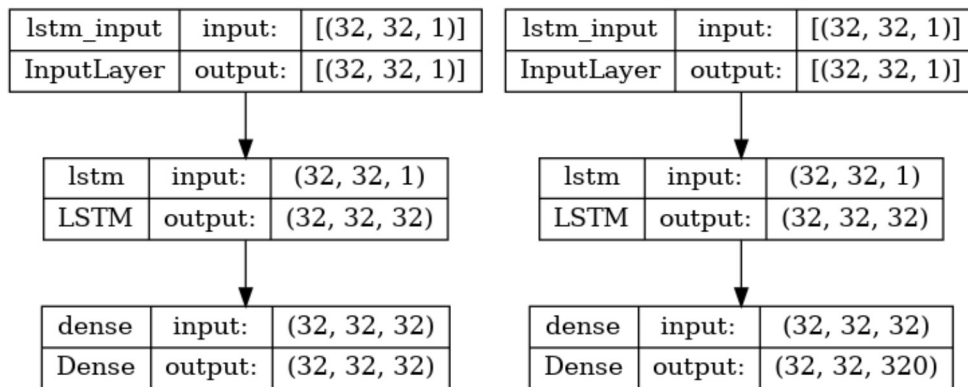 lstm_input input: [(32, 32, 1)]
InputLayer output: [(32, 32, 1)]
lstm input: (32, 32, 1)
LSTM output: (32, 32, 32)
dense input: (32, 32, 32)
Dense output: (32, 32, 32)
lstm_input input: [(32, 32, 1)]
InputLayer output: [(32, 32, 1)]
lstm input: (32, 32, 1)
LSTM output: (32, 32, 32)
dense input: (32, 32, 32)
Dense output: (32, 32, 320)